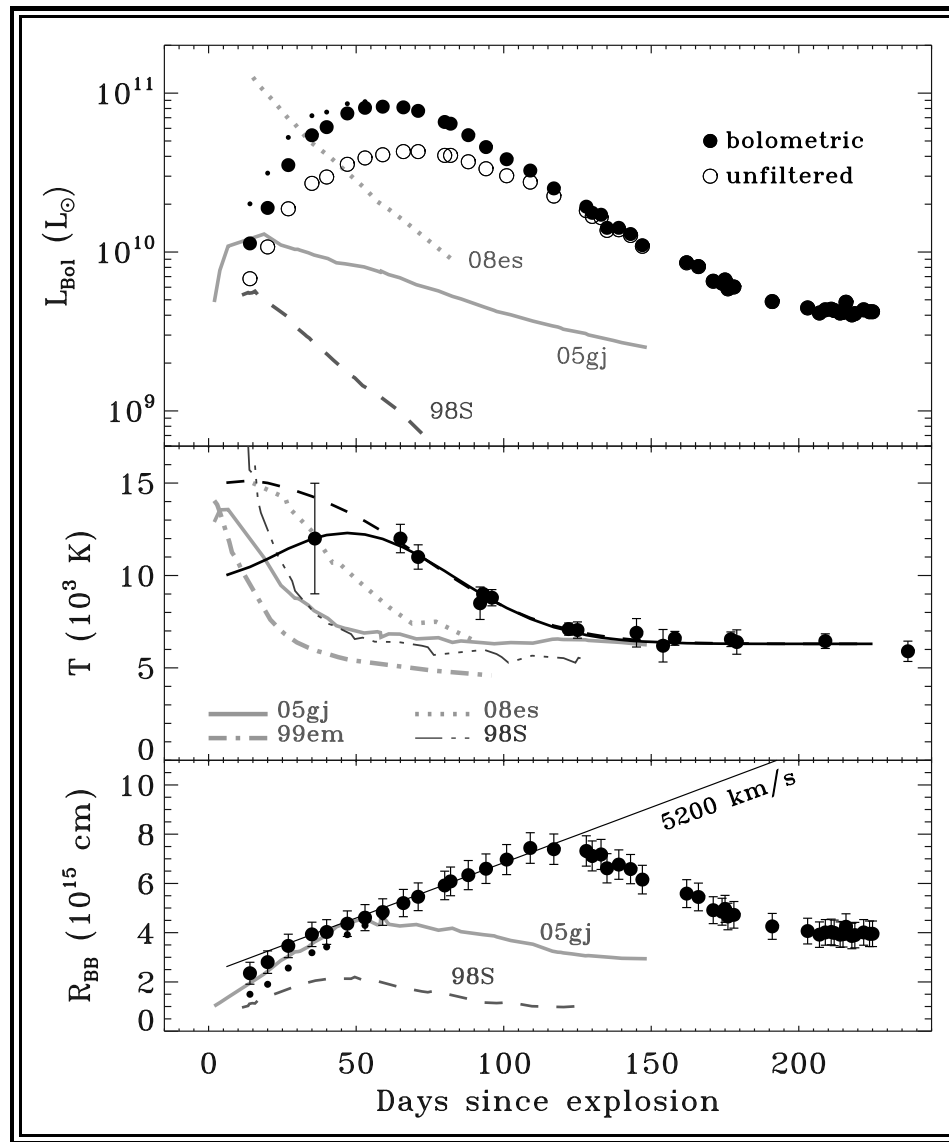 L_Bol (L_⊙)
10^11
10^10
10^9
bolometric
unfiltered
08es
05gj
98S
T (10^3 K)
15
10
5
0
05gj
08es
99em
98S
R_BB (10^15 cm)
10
8
6
4
2
0
5200 km/s
05gj
98S
0 50 100 150 200
Days since explosion